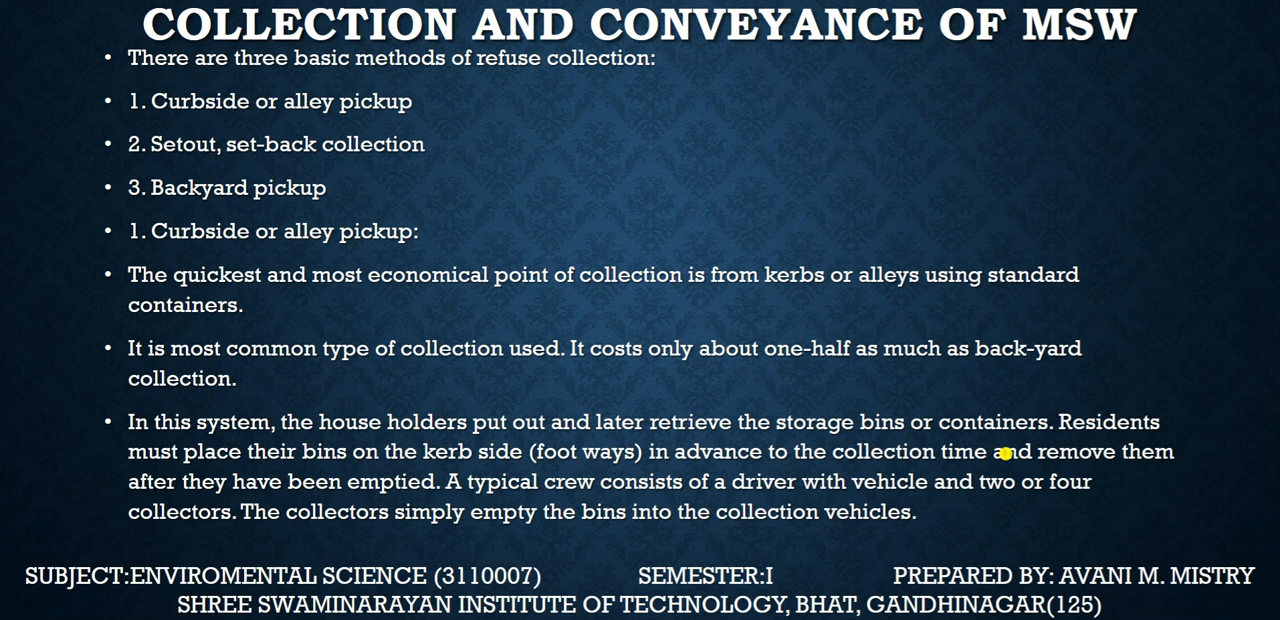 COLLECTION AND CONVEYANCE OF MSW
• There are three basic methods of refuse collection:
• 1. Curbside or alley pickup
• 2. Setout, set-back collection
• 3. Backyard pickup
• 1. Curbside or alley pickup:
• The quickest and most economical point of collection is from kerbs or alleys using standard
containers.
• It is most common type of collection used. It costs only about one-half as much as back-yard
collection.
• In this system, the house holders put out and later retrieve the storage bins or containers. Residents
must place their bins on the kerb side (foot ways) in advance to the collection time and remove them
after they have been emptied. A typical crew consists of a driver with vehicle and two or four
collectors. The collectors simply empty the bins into the collection vehicles.
SUBJECT:ENVIROMENTAL SCIENCE (3110007) SEMESTER:I PREPARED BY: AVANI M. MISTRY
SHREE SWAMINARAYAN INSTITUTE OF TECHNOLOGY, BHAT, GANDHINAGAR(125)